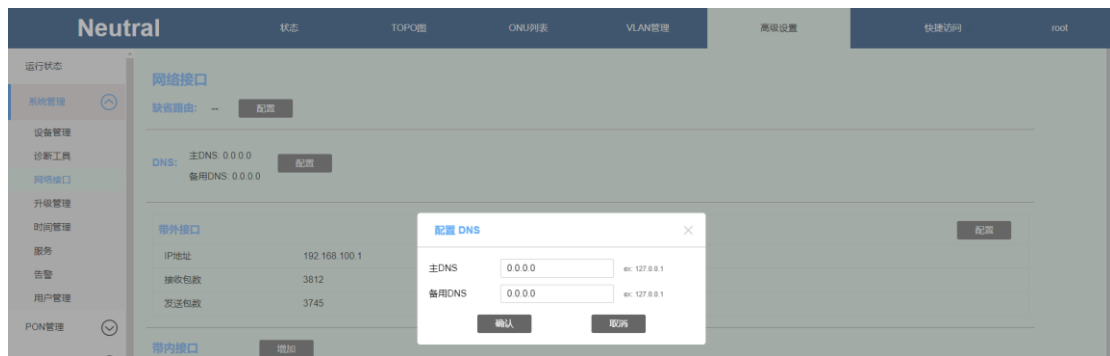 Neutral 状态 TOPO图 ONU列表 VLAN管理 高级设置 快捷访问 root
运行状态
系统管理
设备管理
诊断工具
网络接口
升级管理
时间管理
服务
告警
用户管理
PON管理
网络接口
缺省路由: -- 配置
DNS: 主DNS: 0.0.0.0 配置
备用DNS: 0.0.0.0
带外接口 配置
IP地址 192.168.100.1
接收包数 3812
发送包数 3745
带内接口 增加
配置 DNS
主DNS 0.0.0.0 ex: 127.0.0.1
备用DNS 0.0.0.0 ex: 127.0.0.1
确认 取消